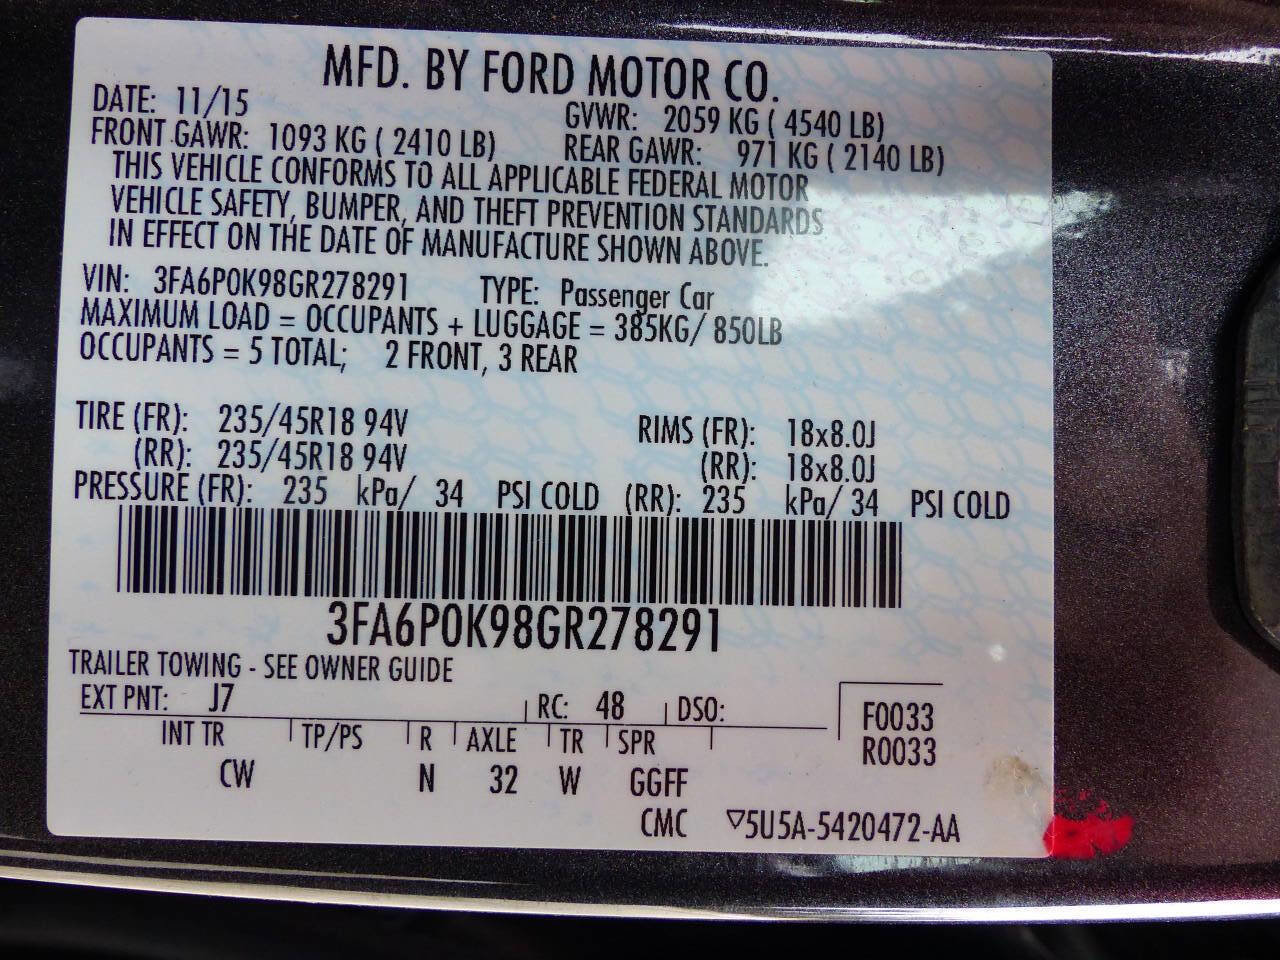 MFD. BY FORD MOTOR CO.
DATE: 11/15 GVWR: 2059 KG ( 4540 LB)
FRONT GAWR: 1093 KG ( 2410 LB) REAR GAWR: 971 KG ( 2140 LB)
THIS VEHICLE CONFORMS TO ALL APPLICABLE FEDERAL MOTOR
VEHICLE SAFETY, BUMPER, AND THEFT PREVENTION STANDARDS
IN EFFECT ON THE DATE OF MANUFACTURE SHOWN ABOVE.
VIN: 3FA6P0K98GR278291 TYPE: Passenger Car
MAXIMUM LOAD = OCCUPANTS + LUGGAGE = 385KG/ 850LB
OCCUPANTS = 5 TOTAL; 2 FRONT, 3 REAR
TIRE (FR): 235/45R18 94V RIMS (FR): 18x8.0J
(RR): 235/45R18 94V (RR): 18x8.0J
PRESSURE (FR): 235 kPa/ 34 PSI COLD (RR): 235 kPa/ 34 PSI COLD
3FA6P0K98GR278291
TRAILER TOWING - SEE OWNER GUIDE
EXT PNT: J7 RC: 48 DSO: F0033
INT TR TP/PS R AXLE TR SPR R0033
CW N 32 W GGFF
CMC ▽5U5A-5420472-AA